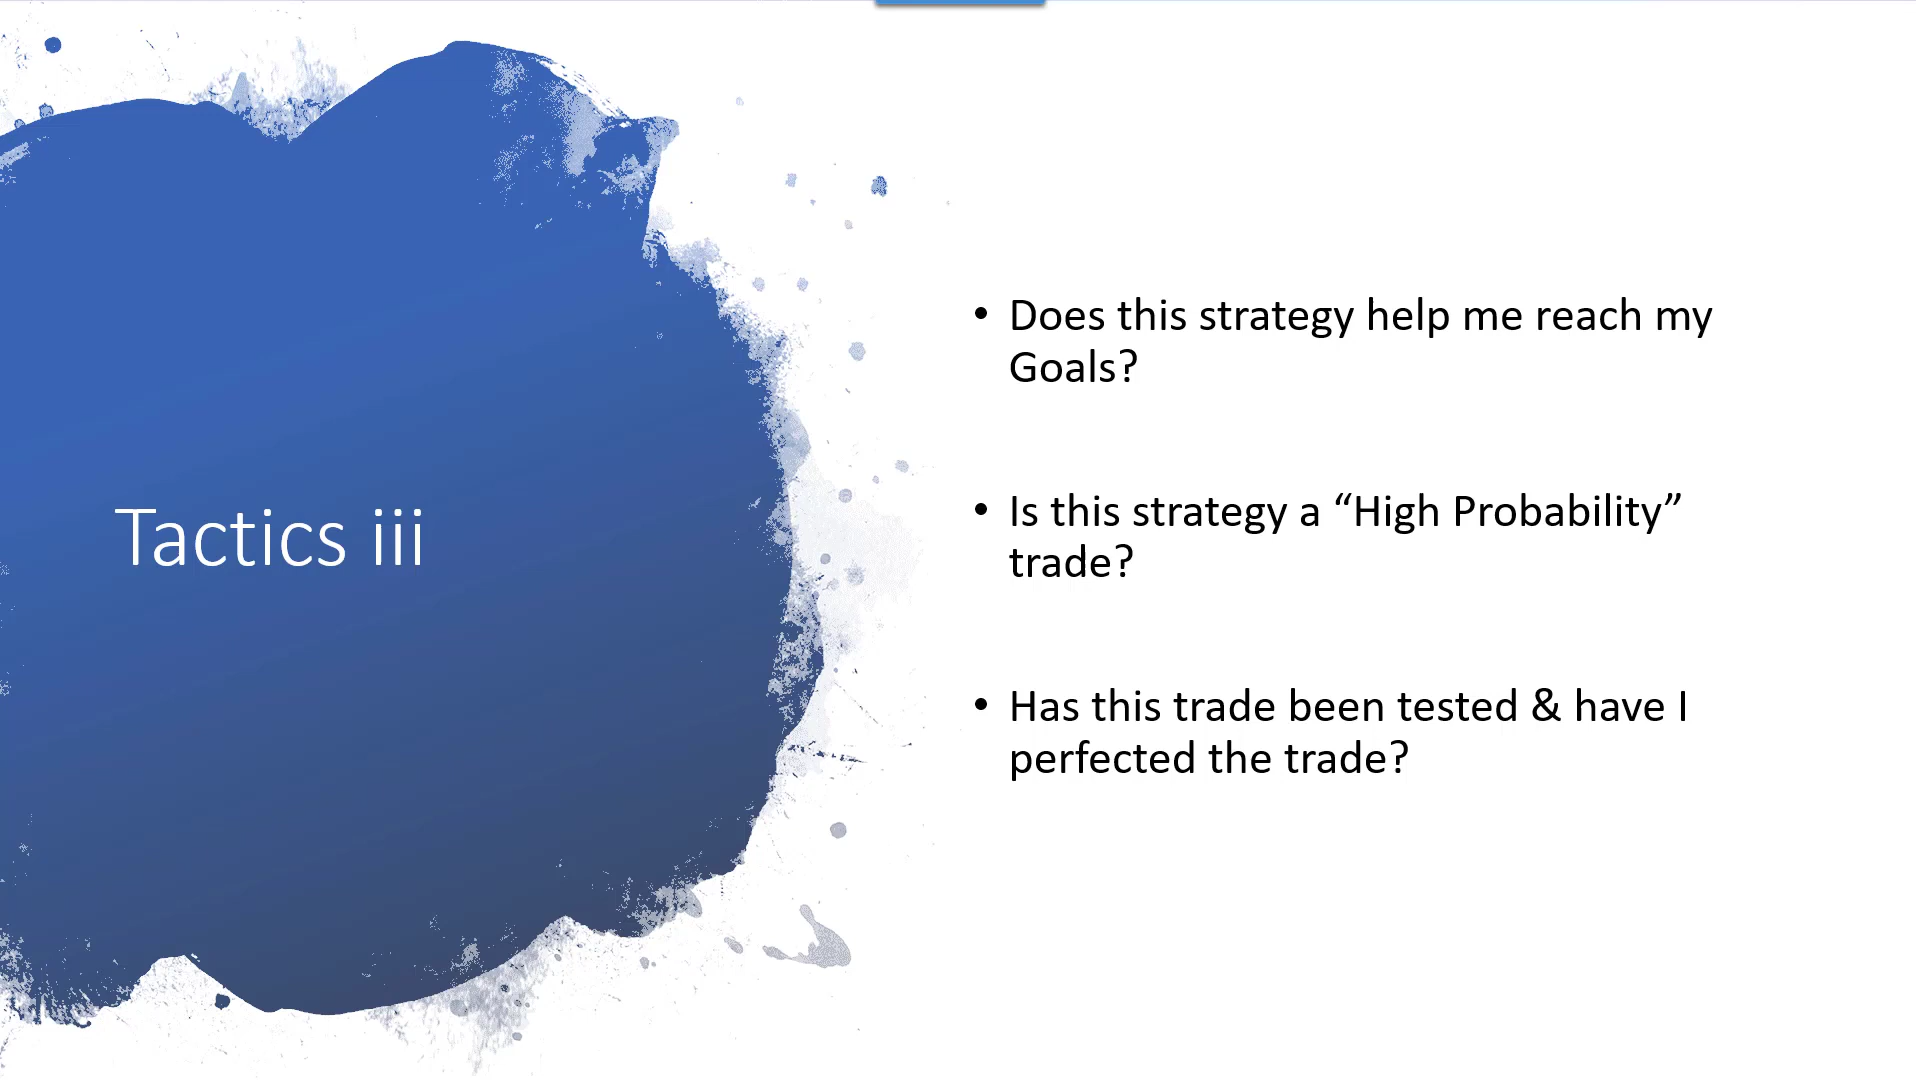 Tactics iii
• Does this strategy help me reach my
Goals?
• Is this strategy a “High Probability”
trade?
• Has this trade been tested & have I
perfected the trade?